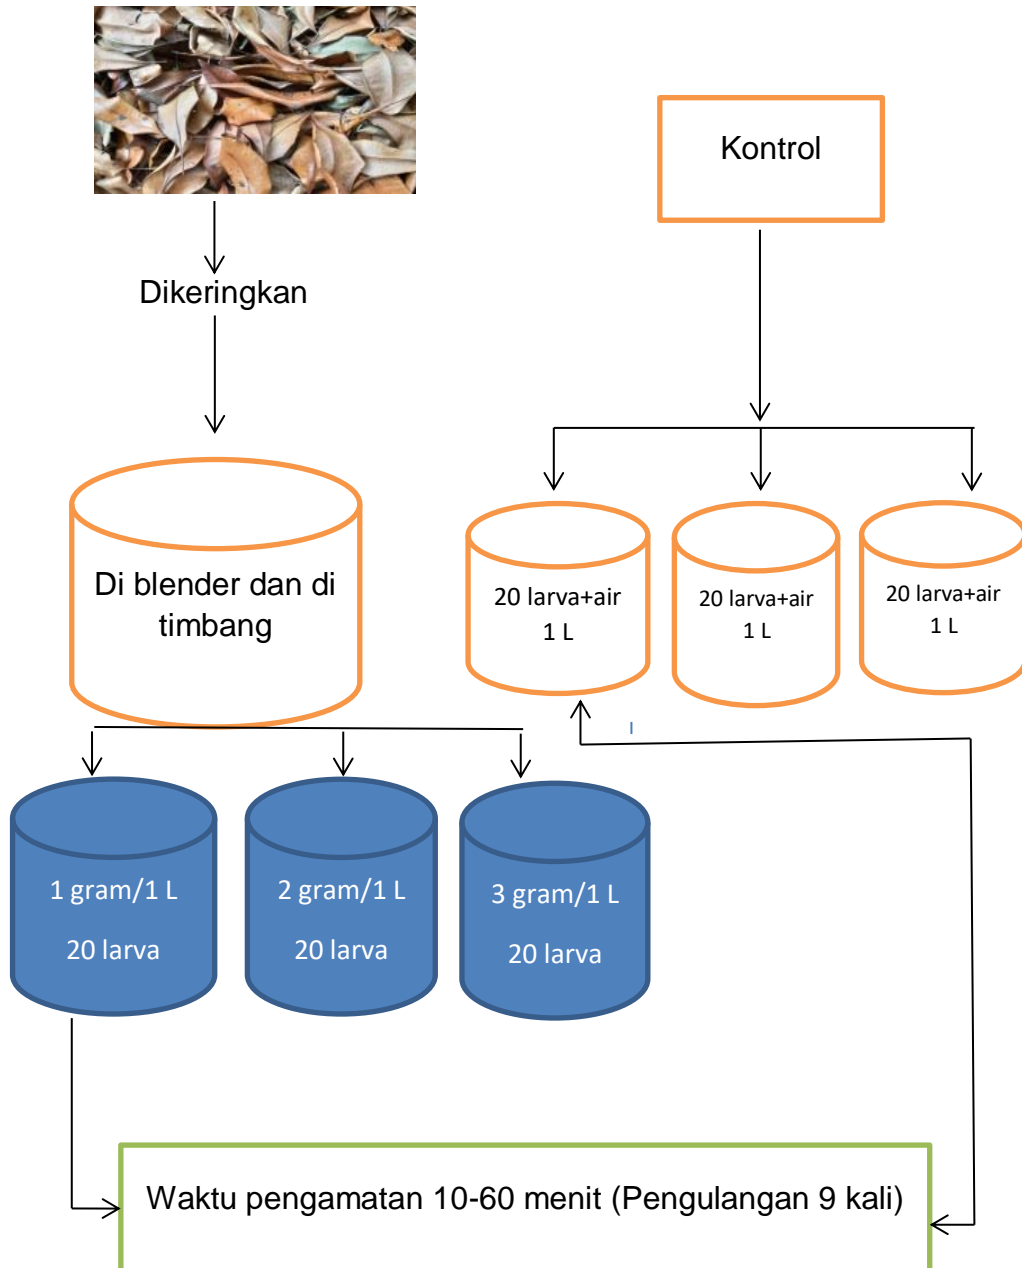 Kontrol
Dikeringkan
Di blender dan di
timbang
20 larva+air
1 L
20 larva+air
1 L
20 larva+air
1 L
1 gram/1 L
20 larva
2 gram/1 L
20 larva
3 gram/1 L
20 larva
Waktu pengamatan 10-60 menit (Pengulangan 9 kali)